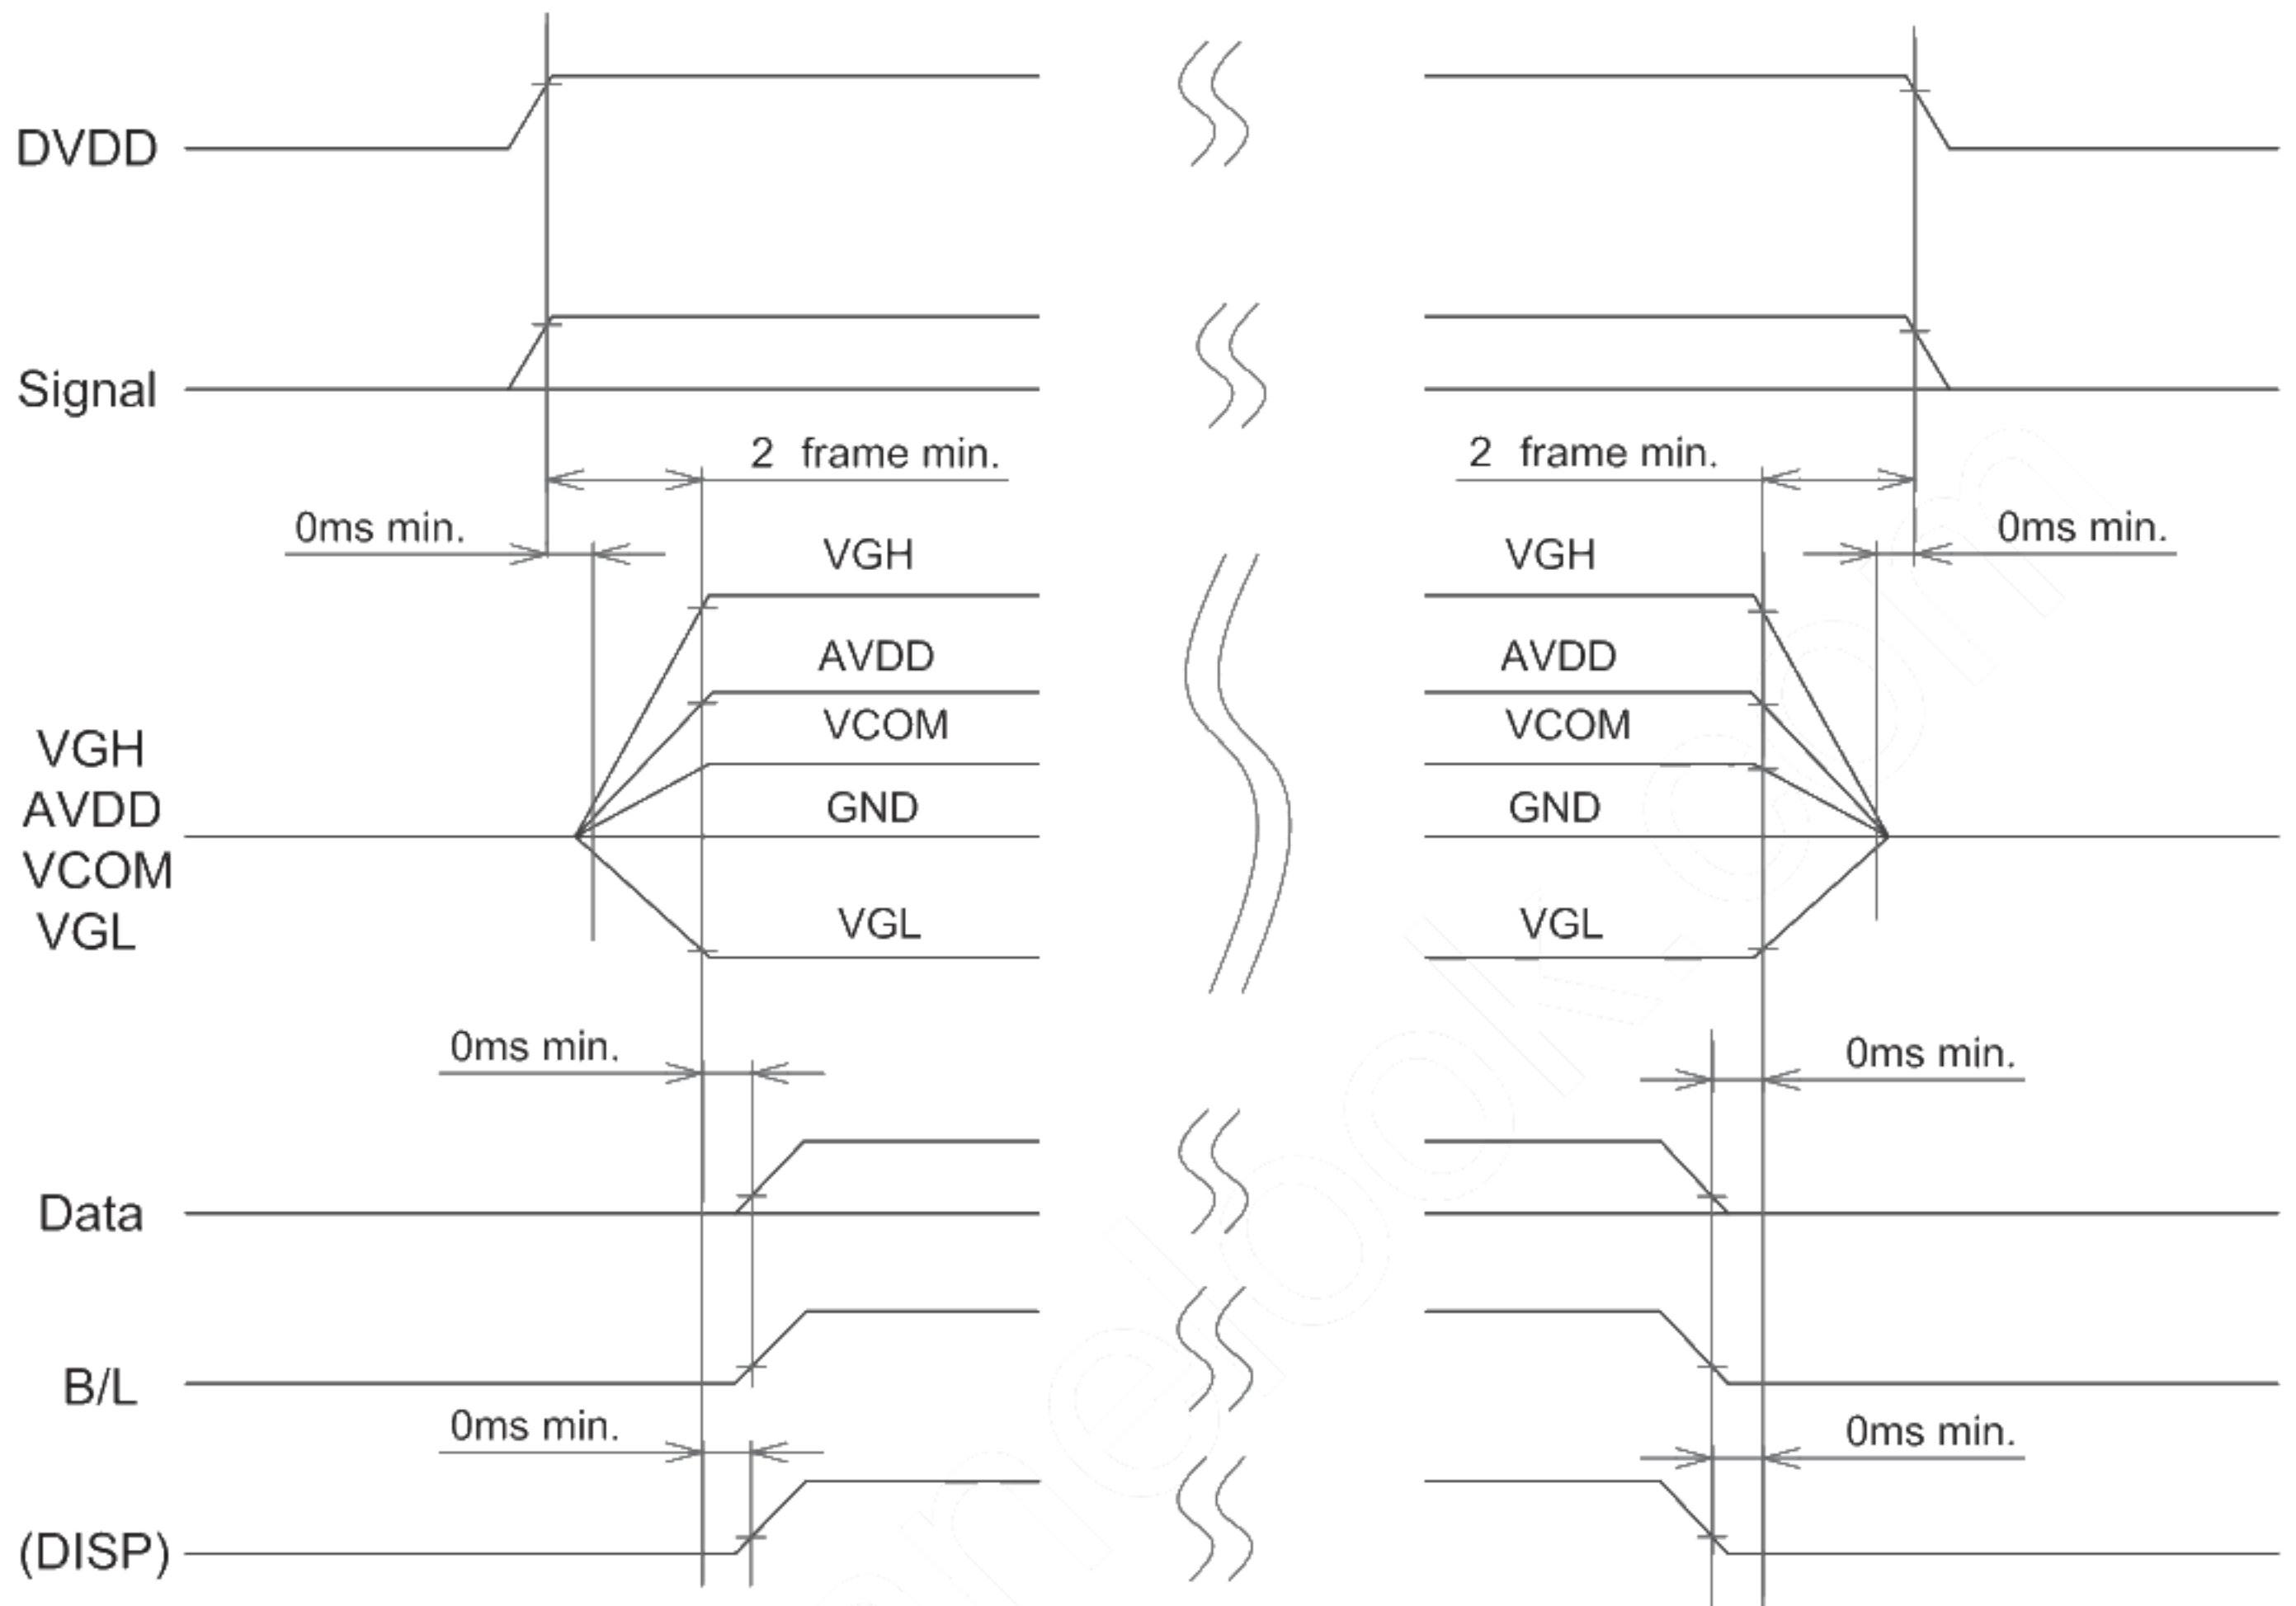 DVDD
Signal
2 frame min.
2 frame min.
0ms min.
0ms min.
VGH
VGH
AVDD
AVDD
VCOM
VCOM
VGH
AVDD
VCOM
VGL
GND
GND
VGL
VGL
0ms min.
0ms min.
Data
B/L
0ms min.
0ms min.
(DISP)